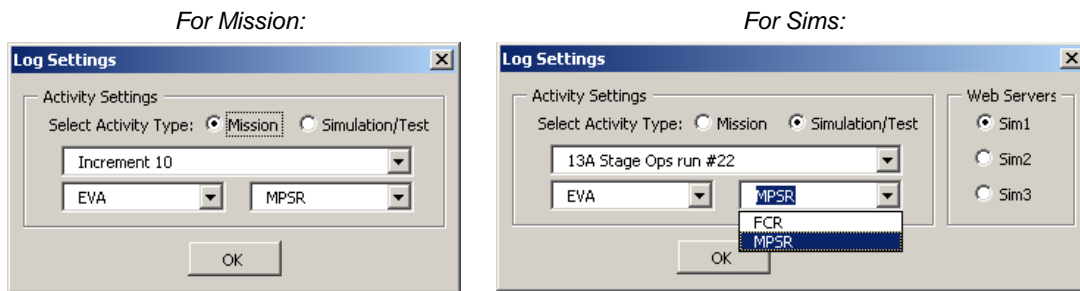 For Mission:
For Sims:
Log Settings
Activity Settings
Select Activity Type: Mission Simulation/Test
Increment 10
EVA MPSR
OK
Log Settings
Activity Settings
Select Activity Type: Mission Simulation/Test
13A Stage Ops run #22
EVA MPSR
FCR
MPSR
OK
Web Servers
Sim1
Sim2
Sim3